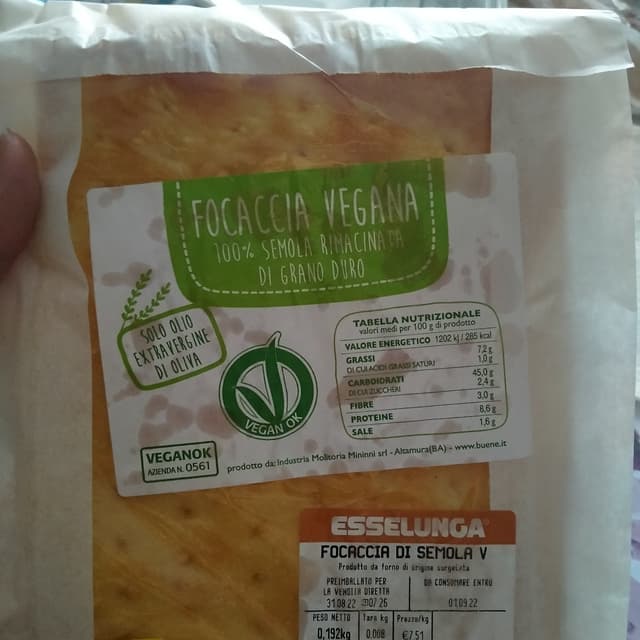 FOCACCIA VEGANA
100% SEMOLA RIMACINATA
DI GRANO DURO
SOLO OLIO
EXTRAVERGINE
DI OLIVA
VEGAN OK
TABELLA NUTRIZIONALE
valori medi per 100 g di prodotto
VALORE ENERGETICO 1202 kJ / 285 kcal
GRASSI 7,2 g
DI CUI ACIDI GRASSI SATURI 1,0 g
CARBOIDRATI 45,0 g
DI CUI ZUCCHERI 2,4 g
FIBRE 3,0 g
PROTEINE 8,6 g
SALE 1,6 g
VEGANOK
AZIENDA N. 0561
prodotto da: Industria Molitoria Mininni srl - Altamura(BA) - www.buene.it
ESSELUNGA
FOCACCIA DI SEMOLA V
Prodotto da forno di origine surgelata
PREIMBALLATO PER
LA VENDITA DIRETTA
DA CONSUMARE ENTRO
31.08.22 07/25 01.09.22
PESO NETTO Tara kg Prezzo/kg
0,192kg 0,008 €7,51